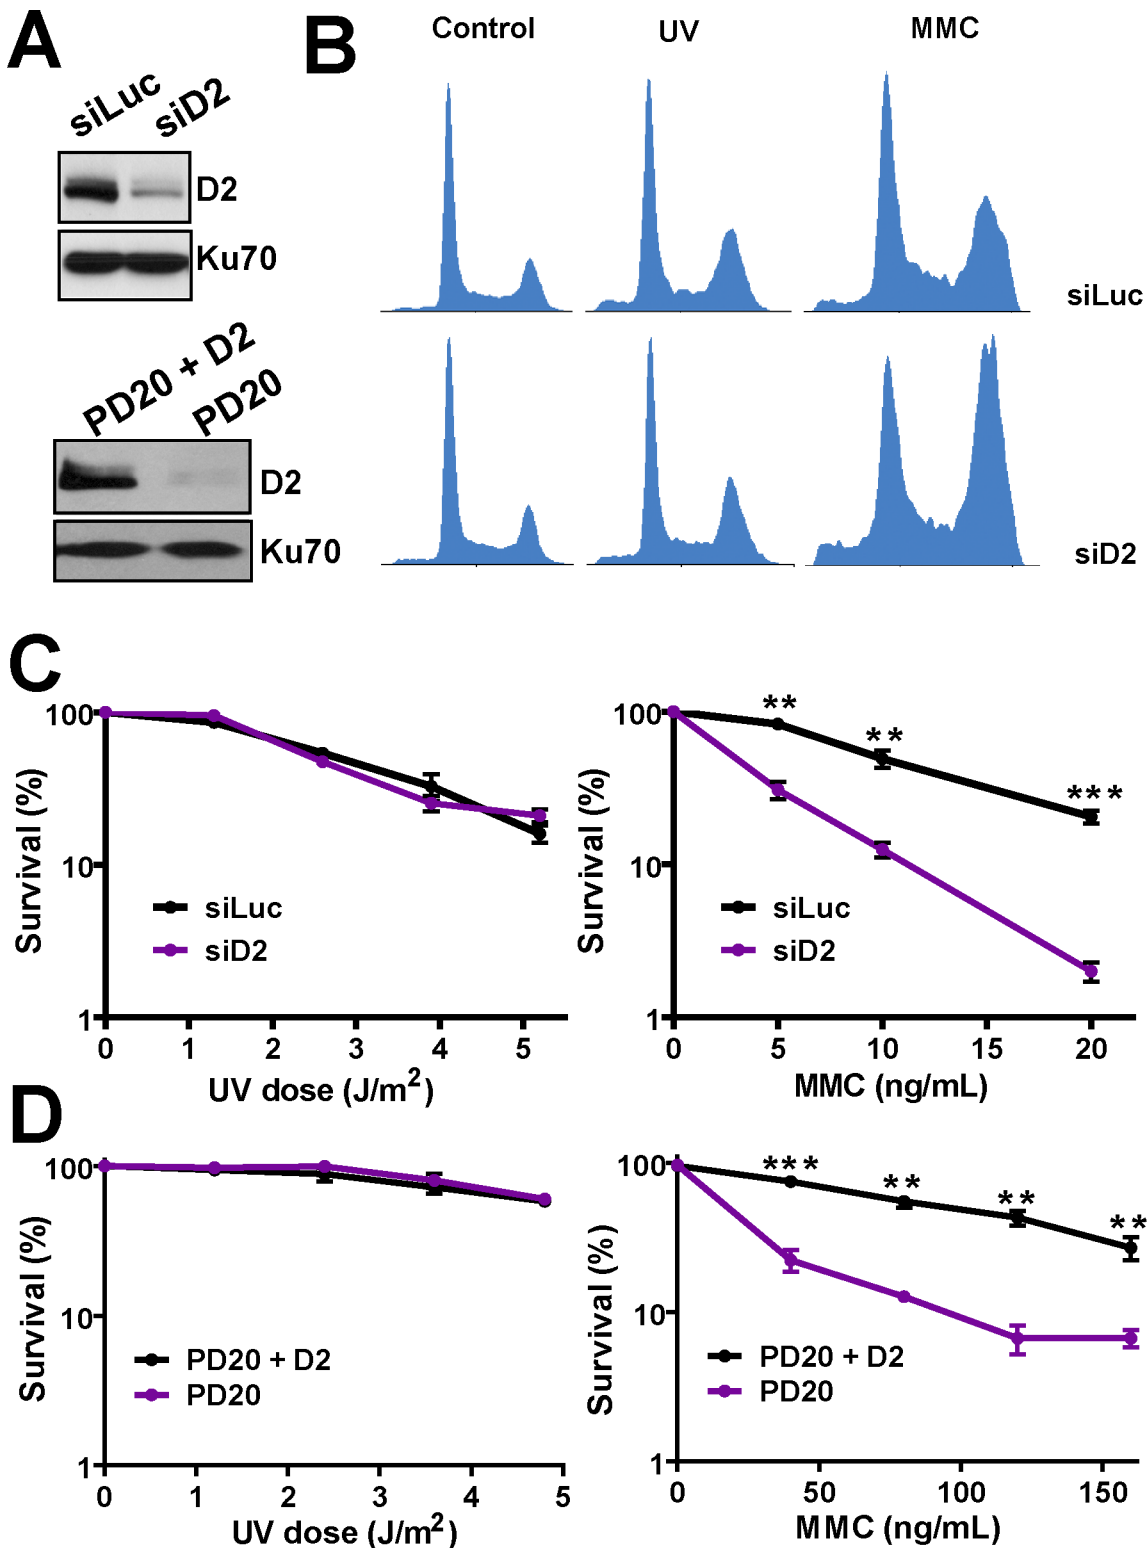 A
siLuc siD2
D2
Ku70
PD20 + D2 PD20
D2
Ku70
B
Control UV MMC
siLuc
siD2
C
100
10
1
Survival (%)
siLuc
siD2
0 1 2 3 4 5
UV dose (J/m²)
** ** ***
100
10
1
Survival (%)
siLuc
siD2
0 5 10 15 20
MMC (ng/mL)
D
100
10
1
Survival (%)
PD20 + D2
PD20
0 1 2 3 4 5
UV dose (J/m²)
*** ** ** **
100
10
1
Survival (%)
PD20 + D2
PD20
0 50 100 150
MMC (ng/mL)